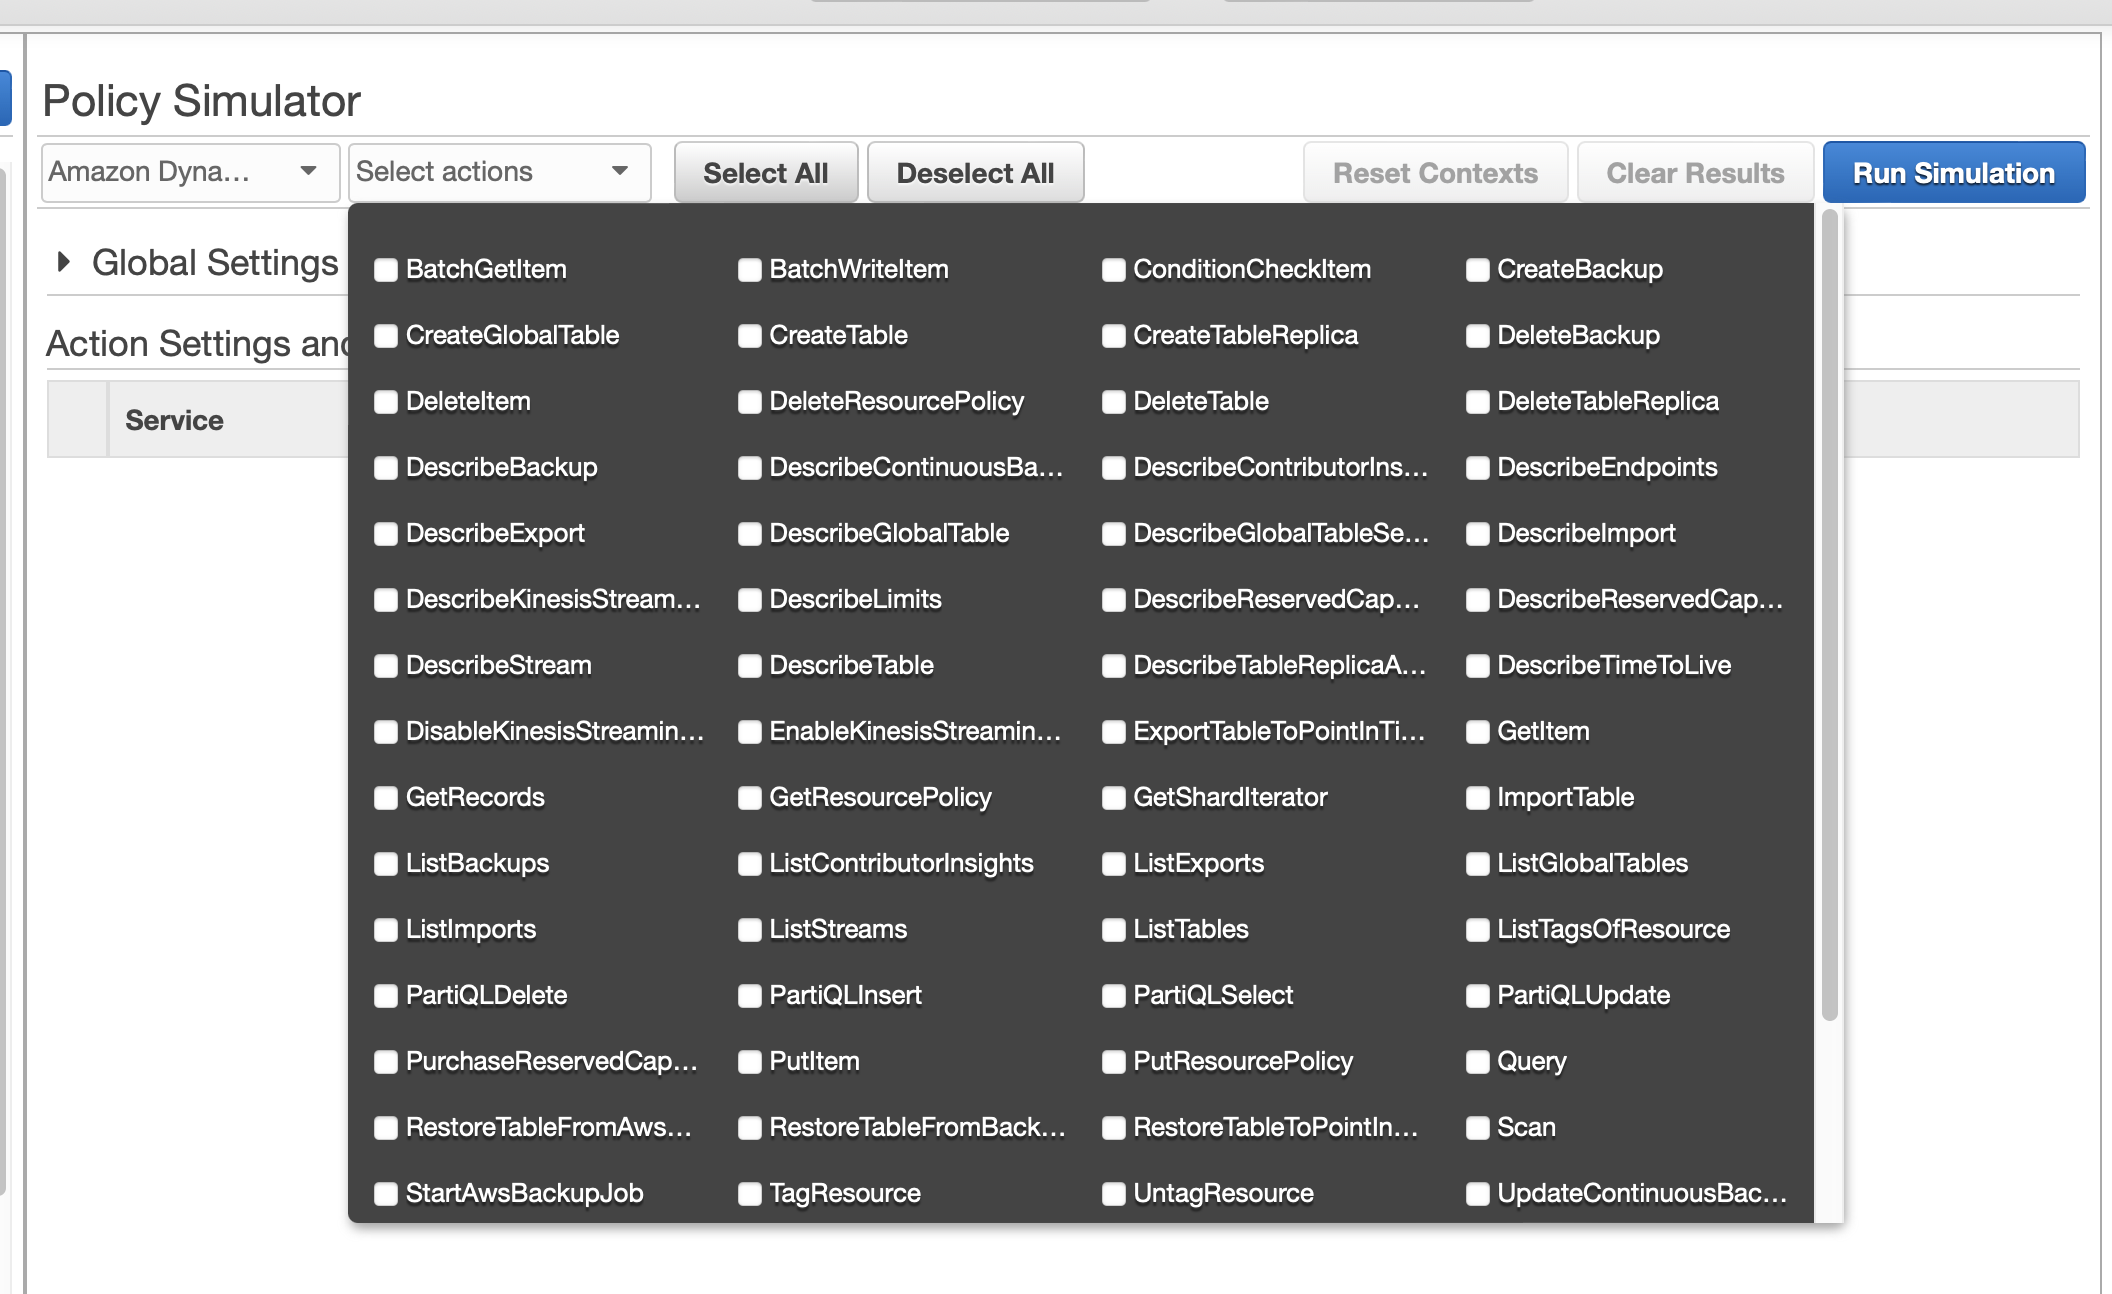 Policy Simulator
Amazon Dyna... Select actions Select All Deselect All Reset Contexts Clear Results Run Simulation
Global Settings
Action Settings and
Service
BatchGetItem BatchWriteItem ConditionCheckItem CreateBackup
CreateGlobalTable CreateTable CreateTableReplica DeleteBackup
DeleteItem DeleteResourcePolicy DeleteTable DeleteTableReplica
DescribeBackup DescribeContinuousBa... DescribeContributorIns... DescribeEndpoints
DescribeExport DescribeGlobalTable DescribeGlobalTableSe... DescribeImport
DescribeKinesisStream... DescribeLimits DescribeReservedCap... DescribeReservedCap...
DescribeStream DescribeTable DescribeTableReplicaA... DescribeTimeToLive
DisableKinesisStreamin... EnableKinesisStreamin... ExportTableToPointInTi... GetItem
GetRecords GetResourcePolicy GetShardIterator ImportTable
ListBackups ListContributorInsights ListExports ListGlobalTables
ListImports ListStreams ListTables ListTagsOfResource
PartiQLDelete PartiQLInsert PartiQLSelect PartiQLUpdate
PurchaseReservedCap... PutItem PutResourcePolicy Query
RestoreTableFromAws... RestoreTableFromBack... RestoreTableToPointIn... Scan
StartAwsBackupJob TagResource UntagResource UpdateContinuousBac...